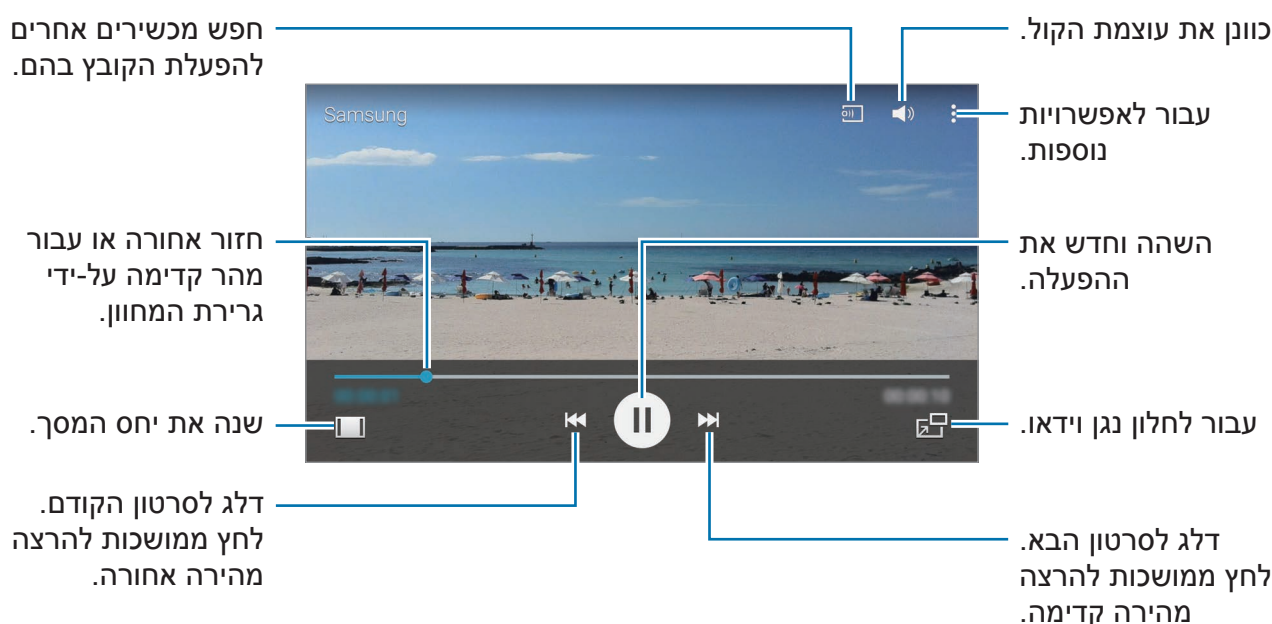 כוונן את עוצמת הקול.
חפש מכשירים אחרים
להפעלת הקובץ בהם.
Samsung
עבור לאפשרויות
נוספות.
השהה וחדש את
ההפעלה.
חזור אחורה או עבור
מהר קדימה על-ידי
גרירת המחוון.
עבור לחלון נגן וידאו.
שנה את יחס המסך.
דלג לסרטון הבא.
לחץ ממושכות להרצה
מהירה קדימה.
דלג לסרטון הקודם.
לחץ ממושכות להרצה
מהירה אחורה.